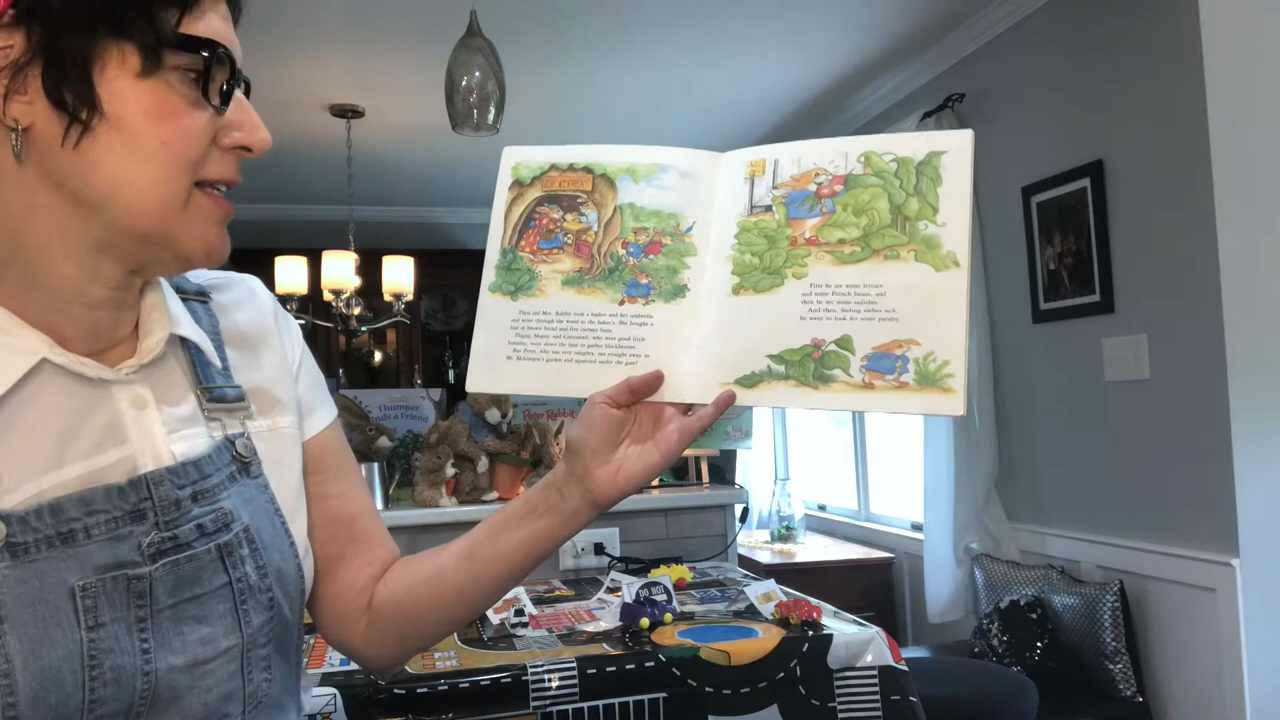 Then old Mrs. Rabbit took a basket and her umbrella
and went through the wood to the baker's. She bought a
loaf of brown bread and five currant buns.
Flopsy, Mopsy, and Cottontail, who were good little
bunnies, went down the lane to gather blackberries.
But Peter, who was very naughty, ran straight away to
Mr. McGregor's garden and squeezed under the gate!
First he ate some lettuce
and some French beans, and
then he ate some radishes.
And then, feeling rather sick,
he went to look for some parsley.
Thumper
Finds a Friend
Peter Rabbit
DO NOT